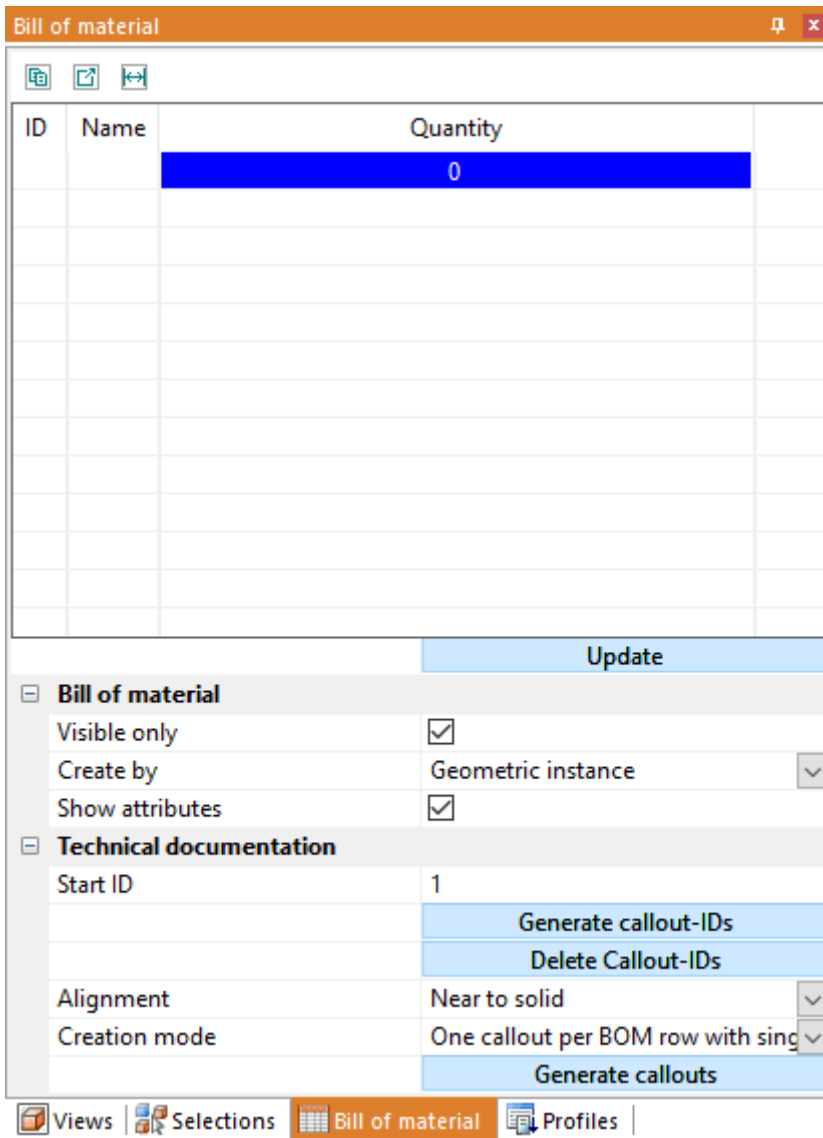 Bill of material
ID Name Quantity
0
Update
Bill of material
Visible only
Create by Geometric instance
Show attributes
Technical documentation
Start ID 1
Generate callout-IDs
Delete Callout-IDs
Alignment Near to solid
Creation mode One callout per BOM row with sing
Generate callouts
Views Selections Bill of material Profiles